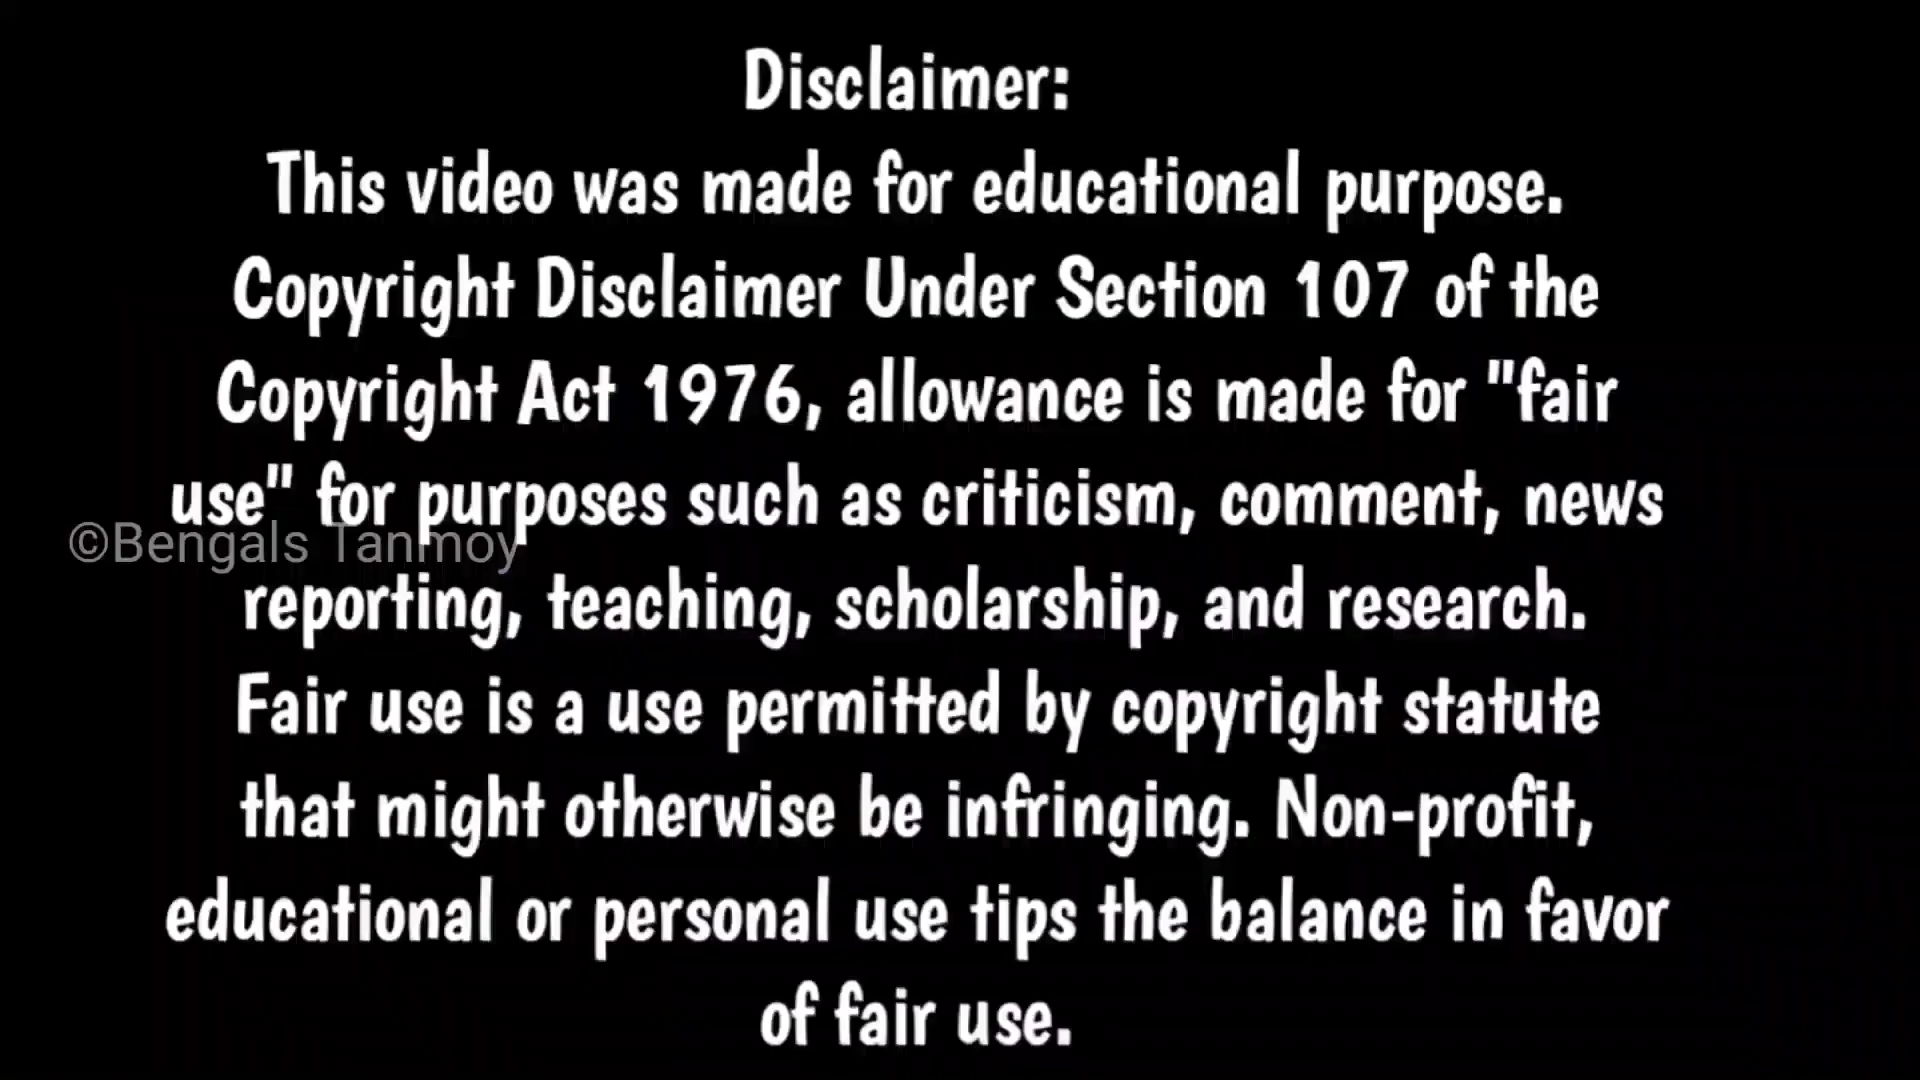 Disclaimer:
This video was made for educational purpose.
Copyright Disclaimer Under Section 107 of the
Copyright Act 1976, allowance is made for "fair
use" for purposes such as criticism, comment, news
©Bengals Tanmoy
reporting, teaching, scholarship, and research.
Fair use is a use permitted by copyright statute
that might otherwise be infringing. Non-profit,
educational or personal use tips the balance in favor
of fair use.